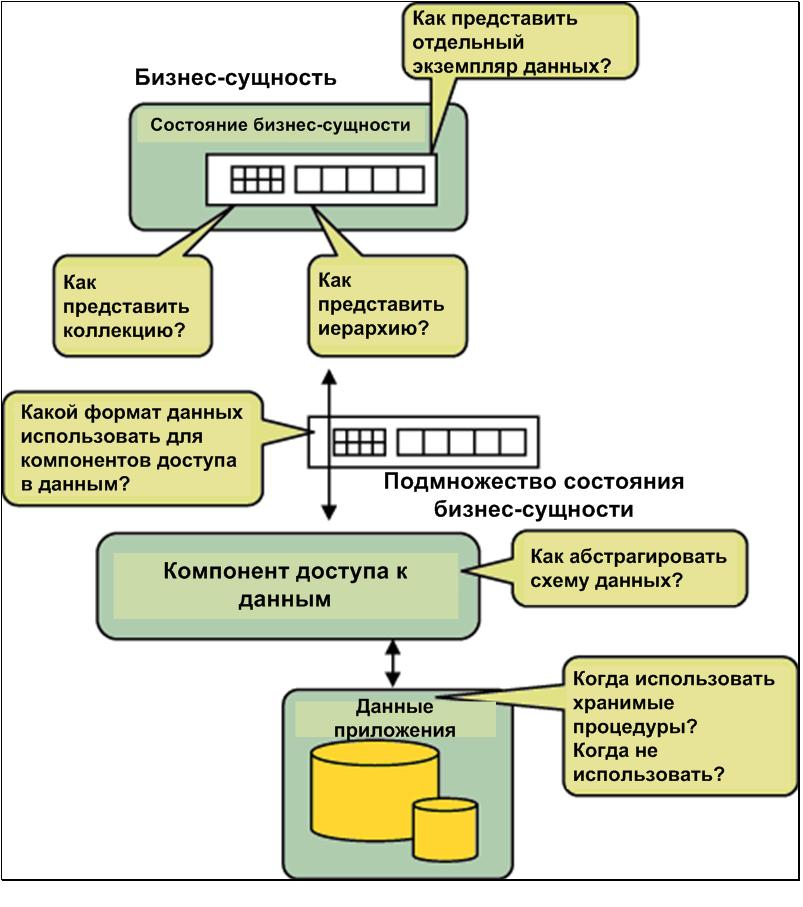 Как представить
отдельный
экземпляр данных?
Бизнес-сущность
Состояние бизнес-сущности
Как
представить
коллекцию?
Как
представить
иерархию?
Какой формат данных
использовать для
компонентов доступа
в данным?
Подмножество состояния
бизнес-сущности
Компонент доступа к
данным
Как абстрагировать
схему данных?
Данные
приложения
Когда использовать
хранимые
процедуры?
Когда не
использовать?